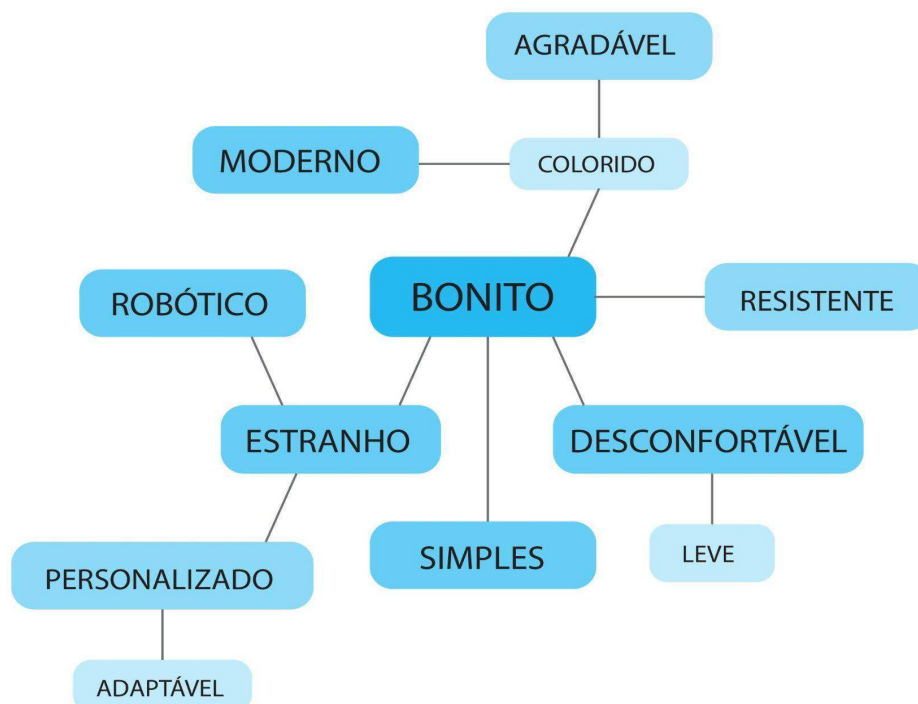 AGRADÁVEL
MODERNO
COLORIDO
ROBÓTICO
BONITO
RESISTENTE
ESTRANHO
DESCONFORTÁVEL
SIMPLES
LEVE
PERSONALIZADO
ADAPTÁVEL